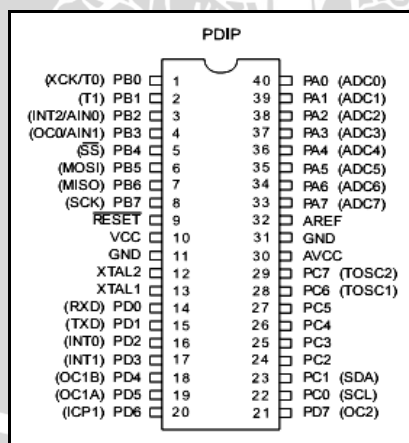 PDIP
(XCK/T0) PB0 1 40 PA0 (ADC0)
(T1) PB1 2 39 PA1 (ADC1)
(INT2/AIN0) PB2 3 38 PA2 (ADC2)
(OC0/AIN1) PB3 4 37 PA3 (ADC3)
(SS) PB4 5 36 PA4 (ADC4)
(MOSI) PB5 6 35 PA5 (ADC5)
(MISO) PB6 7 34 PA6 (ADC6)
(SCK) PB7 8 33 PA7 (ADC7)
RESET 9 32 AREF
VCC 10 31 GND
GND 11 30 AVCC
XTAL2 12 29 PC7 (TOSC2)
XTAL1 13 28 PC6 (TOSC1)
(RXD) PD0 14 27 PC5
(TXD) PD1 15 26 PC4
(INT0) PD2 16 25 PC3
(INT1) PD3 17 24 PC2
(OC1B) PD4 18 23 PC1 (SDA)
(OC1A) PD5 19 22 PC0 (SCL)
(ICP1) PD6 20 21 PD7 (OC2)